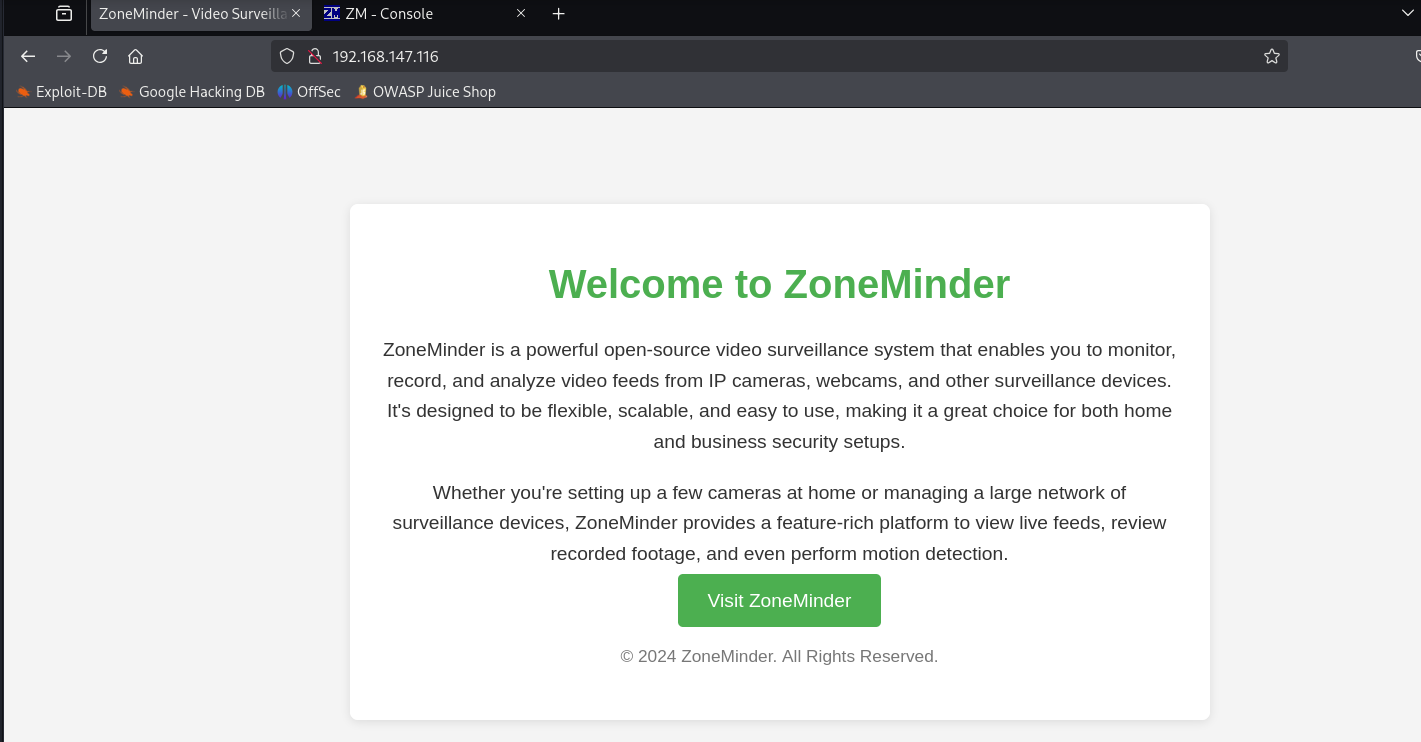 ZoneMinder - Video Surveilla
ZM - Console
192.168.147.116
Exploit-DB Google Hacking DB OffSec OWASP Juice Shop
Welcome to ZoneMinder
ZoneMinder is a powerful open-source video surveillance system that enables you to monitor,
record, and analyze video feeds from IP cameras, webcams, and other surveillance devices.
It's designed to be flexible, scalable, and easy to use, making it a great choice for both home
and business security setups.
Whether you're setting up a few cameras at home or managing a large network of
surveillance devices, ZoneMinder provides a feature-rich platform to view live feeds, review
recorded footage, and even perform motion detection.
Visit ZoneMinder
© 2024 ZoneMinder. All Rights Reserved.